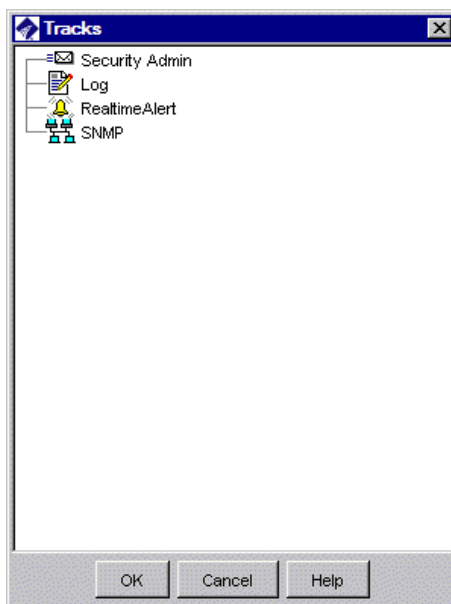 Tracks
Security Admin
Log
RealtimeAlert
SNMP
OK Cancel Help